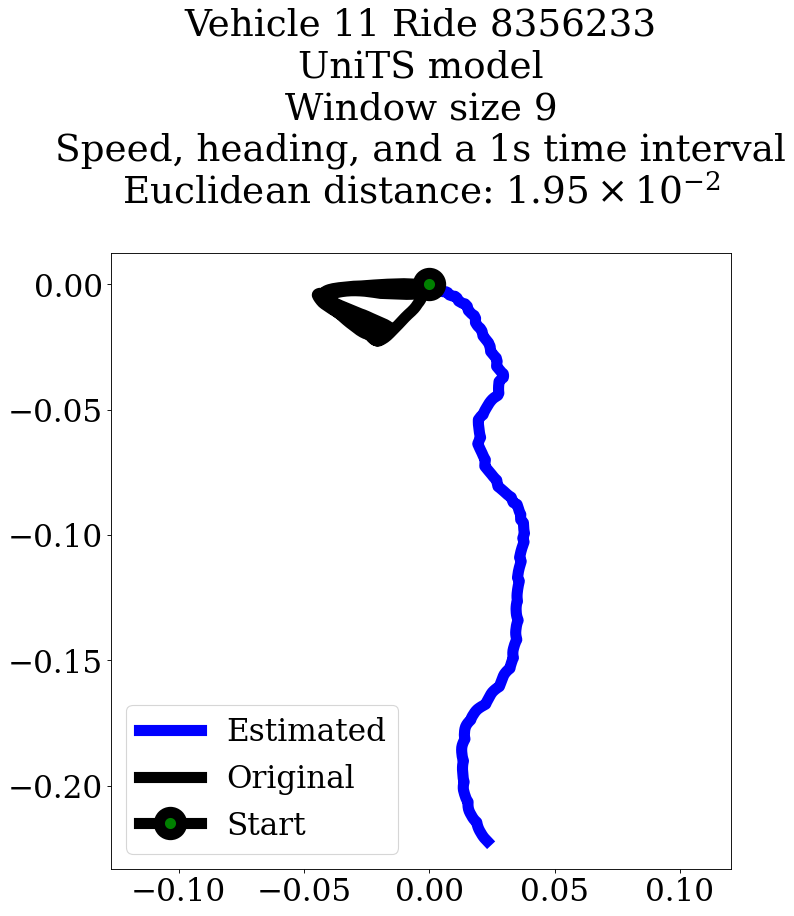 Vehicle 11 Ride 8356233
UniTS model
Window size 9
Speed, heading, and a 1s time interval
Euclidean distance: 1.95 × 10⁻²
0.00
−0.05
−0.10
−0.15
−0.20
Estimated
Original
Start
−0.10 −0.05 0.00 0.05 0.10